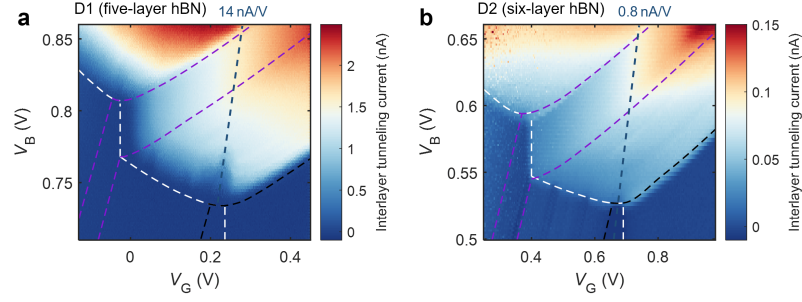 a
D1 (five-layer hBN)
14 nA/V
0.85
0.8
0.75
V_B (V)
0
0.2
0.4
V_G (V)
2
1.5
1
0.5
0
Interlayer tunneling current (nA)
b
D2 (six-layer hBN)
0.8 nA/V
0.65
0.6
0.55
0.5
V_B (V)
0.4
0.6
0.8
V_G (V)
0.15
0.10
0.05
0
Interlayer tunneling current (nA)